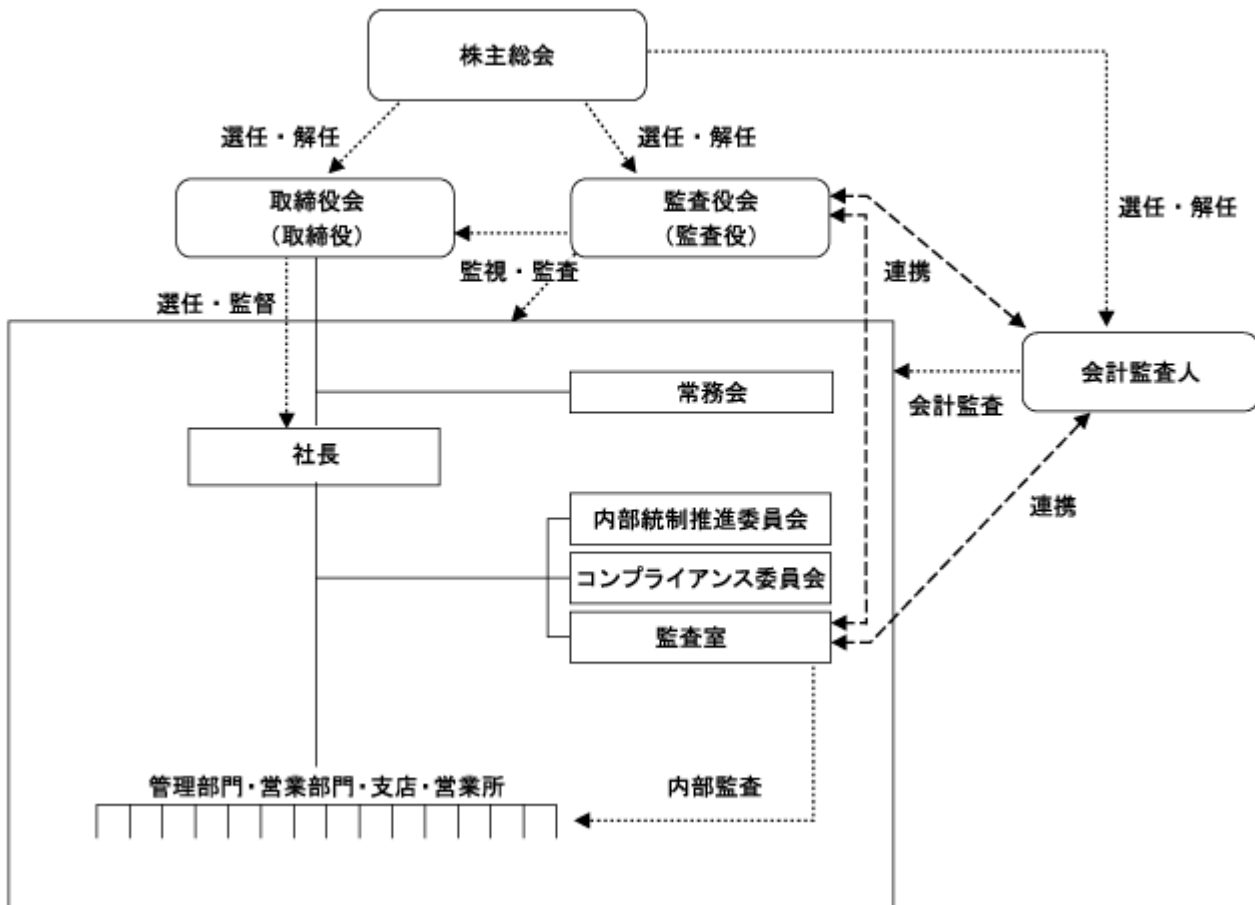 株主総会
選任・解任
選任・解任
選任・解任
取締役会
（取締役）
監査役会
（監査役）
監視・監査
連携
選任・監督
常務会
会計監査人
会計監査
社長
内部統制推進委員会
連携
コンプライアンス委員会
監査室
管理部門・営業部門・支店・営業所
内部監査